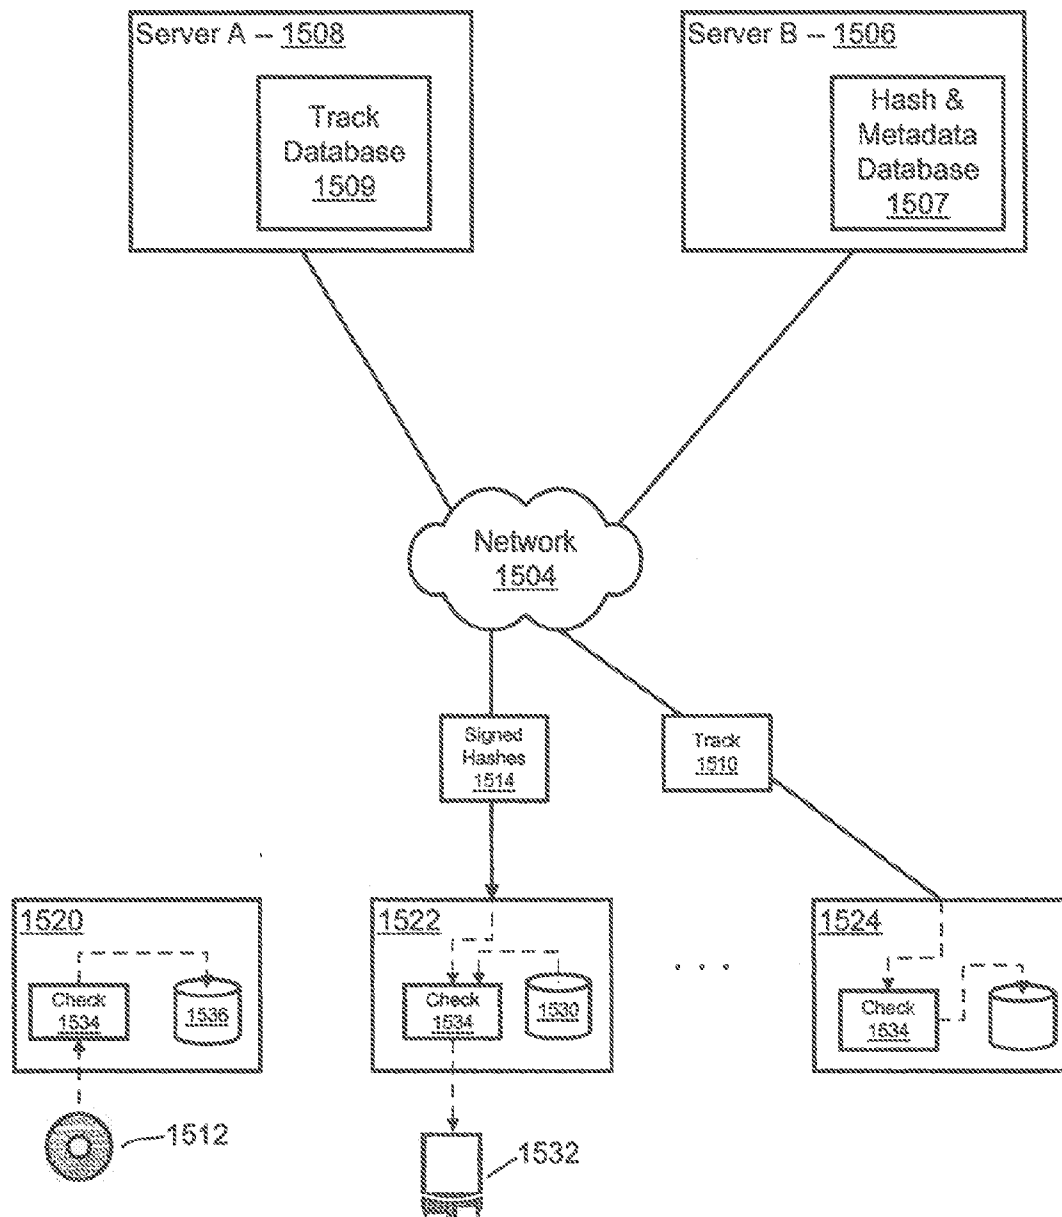 Server A – 1508
Track
Database
1509
Server B – 1506
Hash &
Metadata
Database
1507
Network
1504
Signed
Hashes
1514
Track
1510
1520
Check
1534
1536
1512
1522
Check
1534
1530
1532
. . .
1524
Check
1534